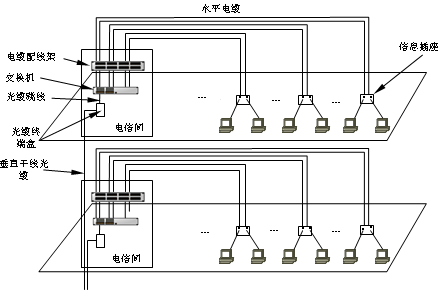 水平电缆
电缆配线架
信息插座
交换机
光缆跳线
...
...
光缆终
端盒
电信间
垂直干线光
缆
...
...
电信间